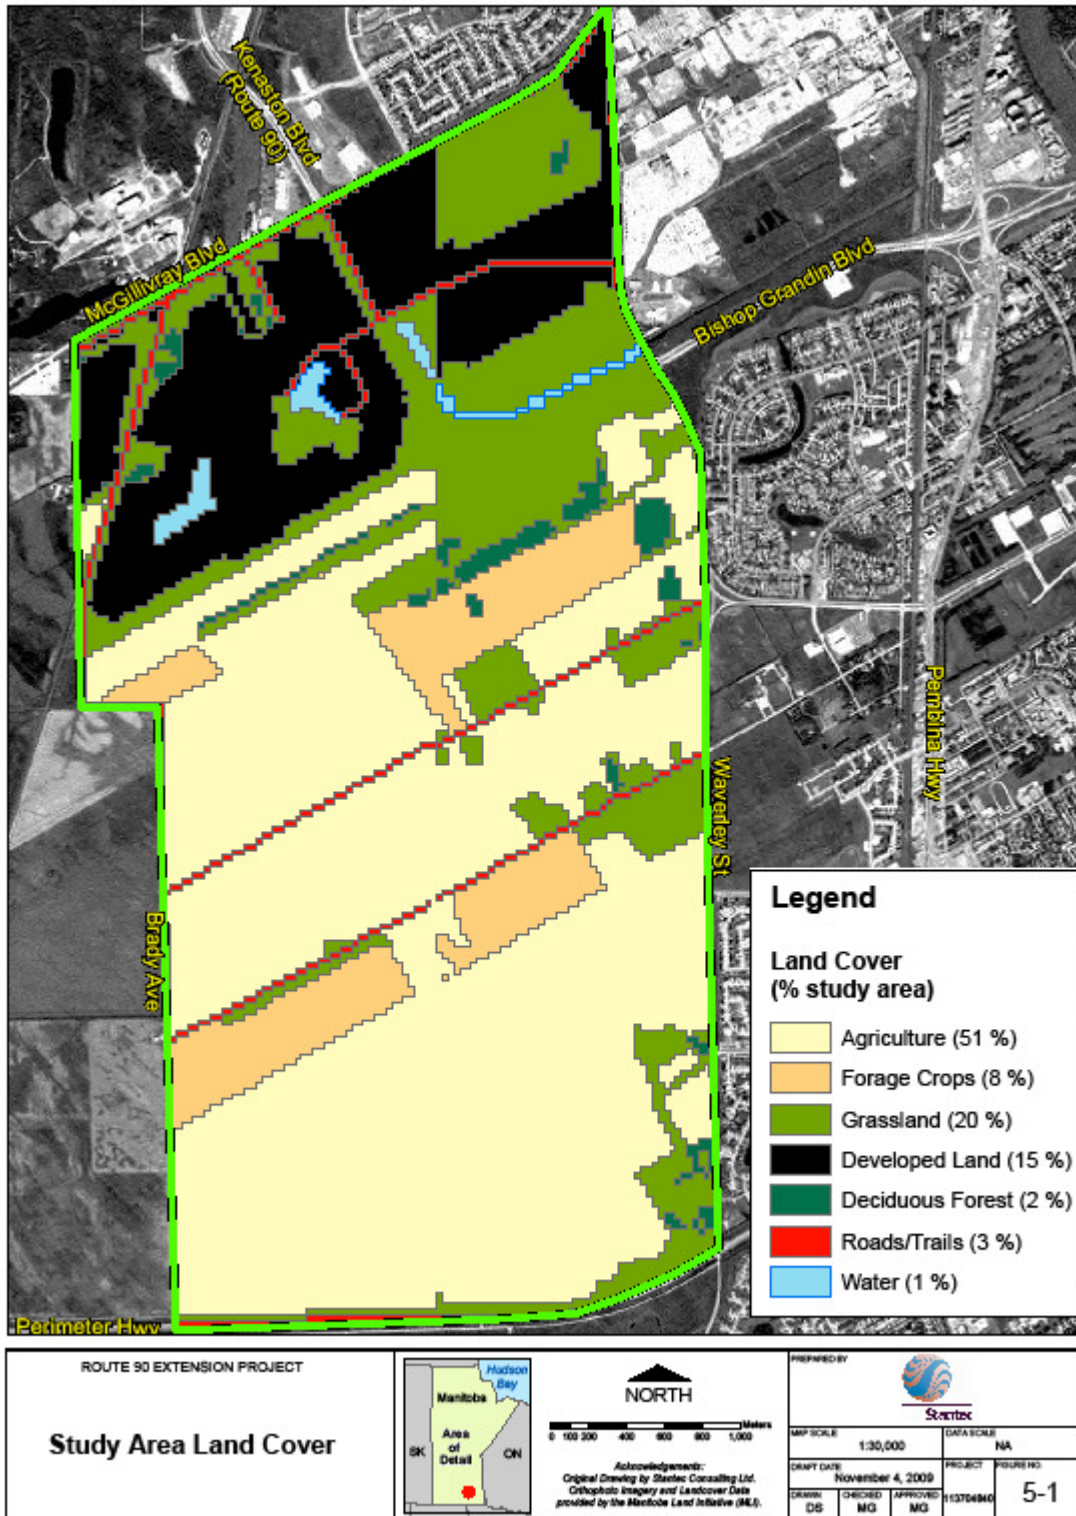 Kenaston Blvd
(Route 90)
McGillivray Blvd
Bishop Grandin Blvd
Pembina Hwy
Waverley St
Brady Ave
Perimeter Hwy
Legend
Land Cover
(% study area)
Agriculture (51 %)
Forage Crops (8 %)
Grassland (20 %)
Developed Land (15 %)
Deciduous Forest (2 %)
Roads/Trails (3 %)
Water (1 %)
ROUTE 90 EXTENSION PROJECT
Study Area Land Cover
Hudson
Bay
Manitoba
Area
of
Detail
SK
ON
NORTH
Meters
0 100 200 400 600 800 1,000
Acknowledgements:
Original Drawing by Stantec Consulting Ltd.
Orthophoto Imagery and Landcover Data
provided by the Manitoba Land Initiative (MLI).
PREPARED BY
Stantec
MAP SCALE
1:30,000
DATA SCALE
NA
DRAFT DATE
November 4, 2009
PROJECT
113704840
FIGURE NO.
5-1
DRAWN
DS
CHECKED
MG
APPROVED
MG